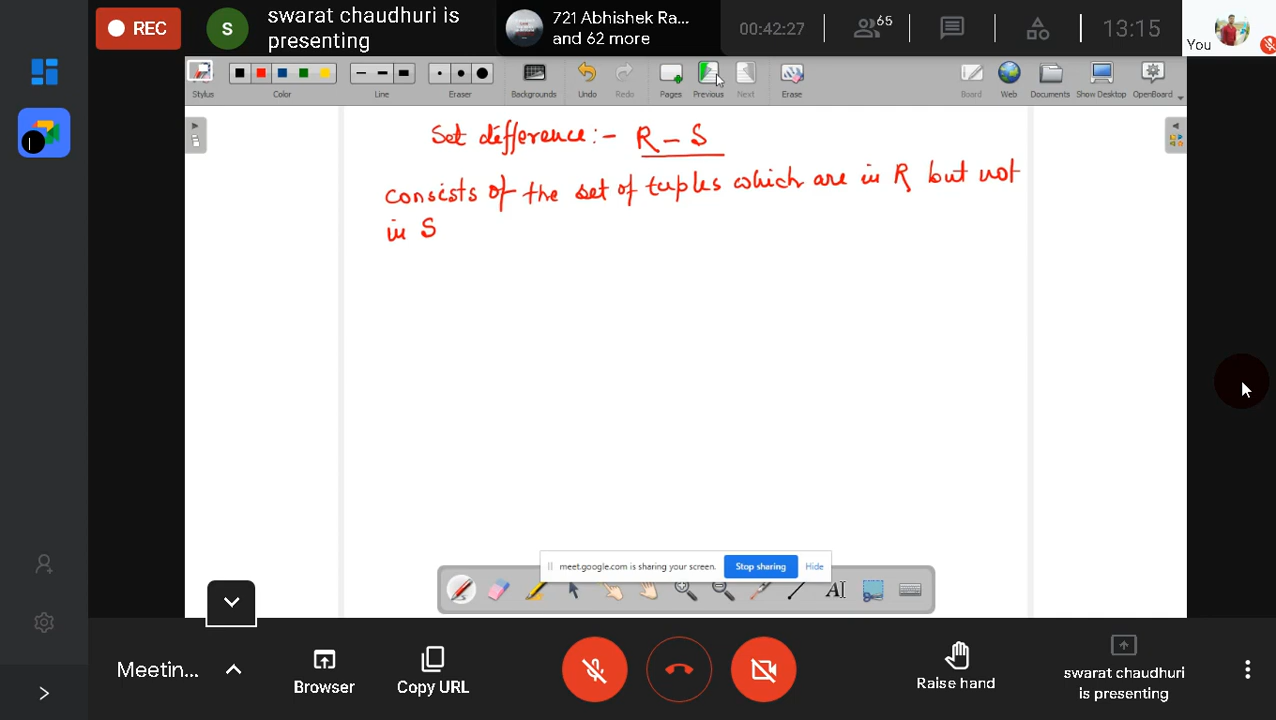 REC
S
swarat chaudhuri is
presenting
721 Abhishek Ra...
and 62 more
00:42:27
65
13:15
You
Stylus
Color
Line
Eraser
Backgrounds
Undo
Redo
Pages
Previous
Next
Erase
Board
Web
Documents
Show Desktop
OpenBoard
Set difference:- R - S
consists of the set of tuples which are in R but not
in S
meet.google.com is sharing your screen.
Stop sharing
Hide
AI
Meetin...
Browser
Copy URL
Raise hand
swarat chaudhuri
is presenting